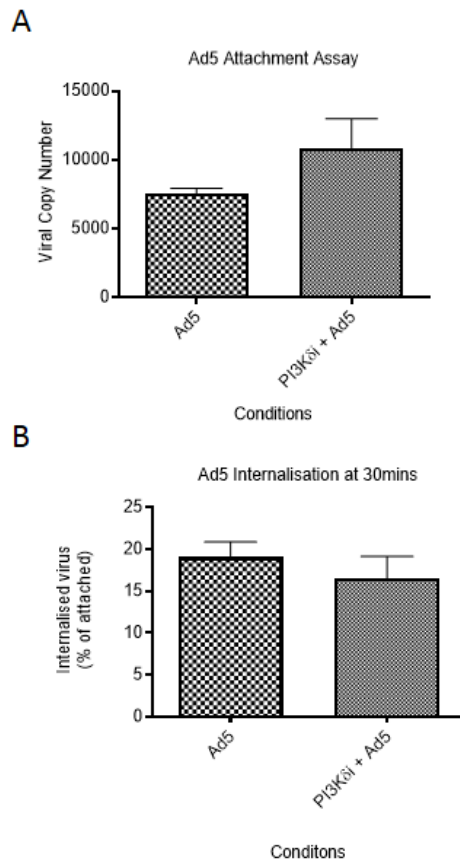 A
Ad5 Attachment Assay
15000
10000
5000
0
Viral Copy Number
Ad5
PI3Kδi + Ad5
Conditions
B
Ad5 Internalisation at 30mins
25
20
15
10
5
0
Internalised virus
(% of attached)
Ad5
PI3Kδi + Ad5
Conditons